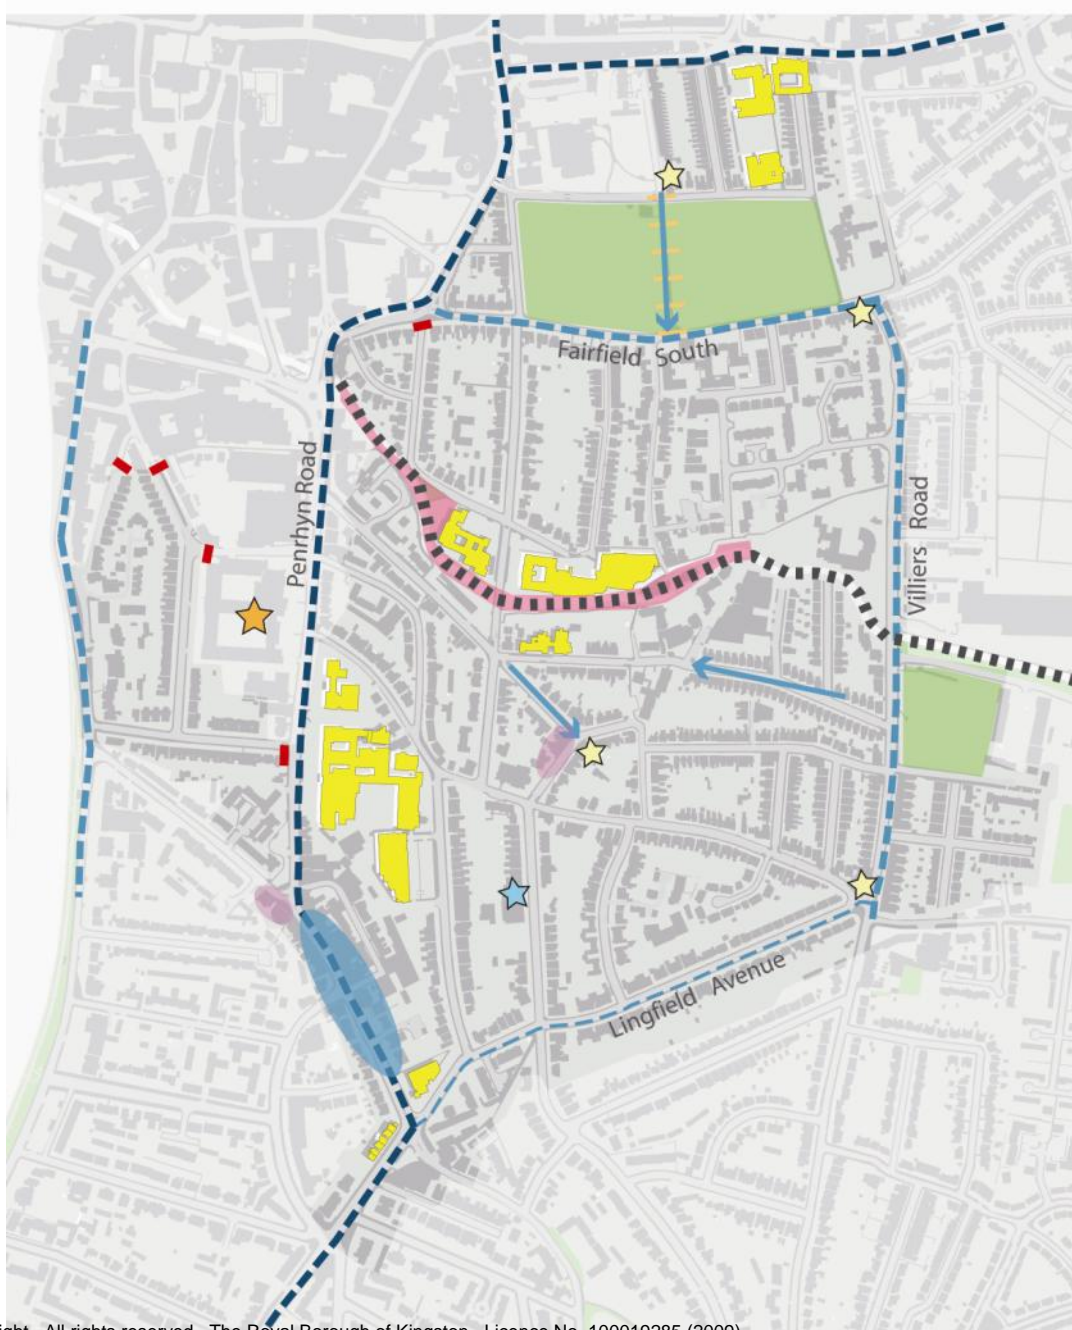 Fairfield South
Penrhyn Road
Villiers Road
Lingfield Avenue
ight - All rights reserved - The Royal Borough of Kingston - Licence No. 100019285 (2009)